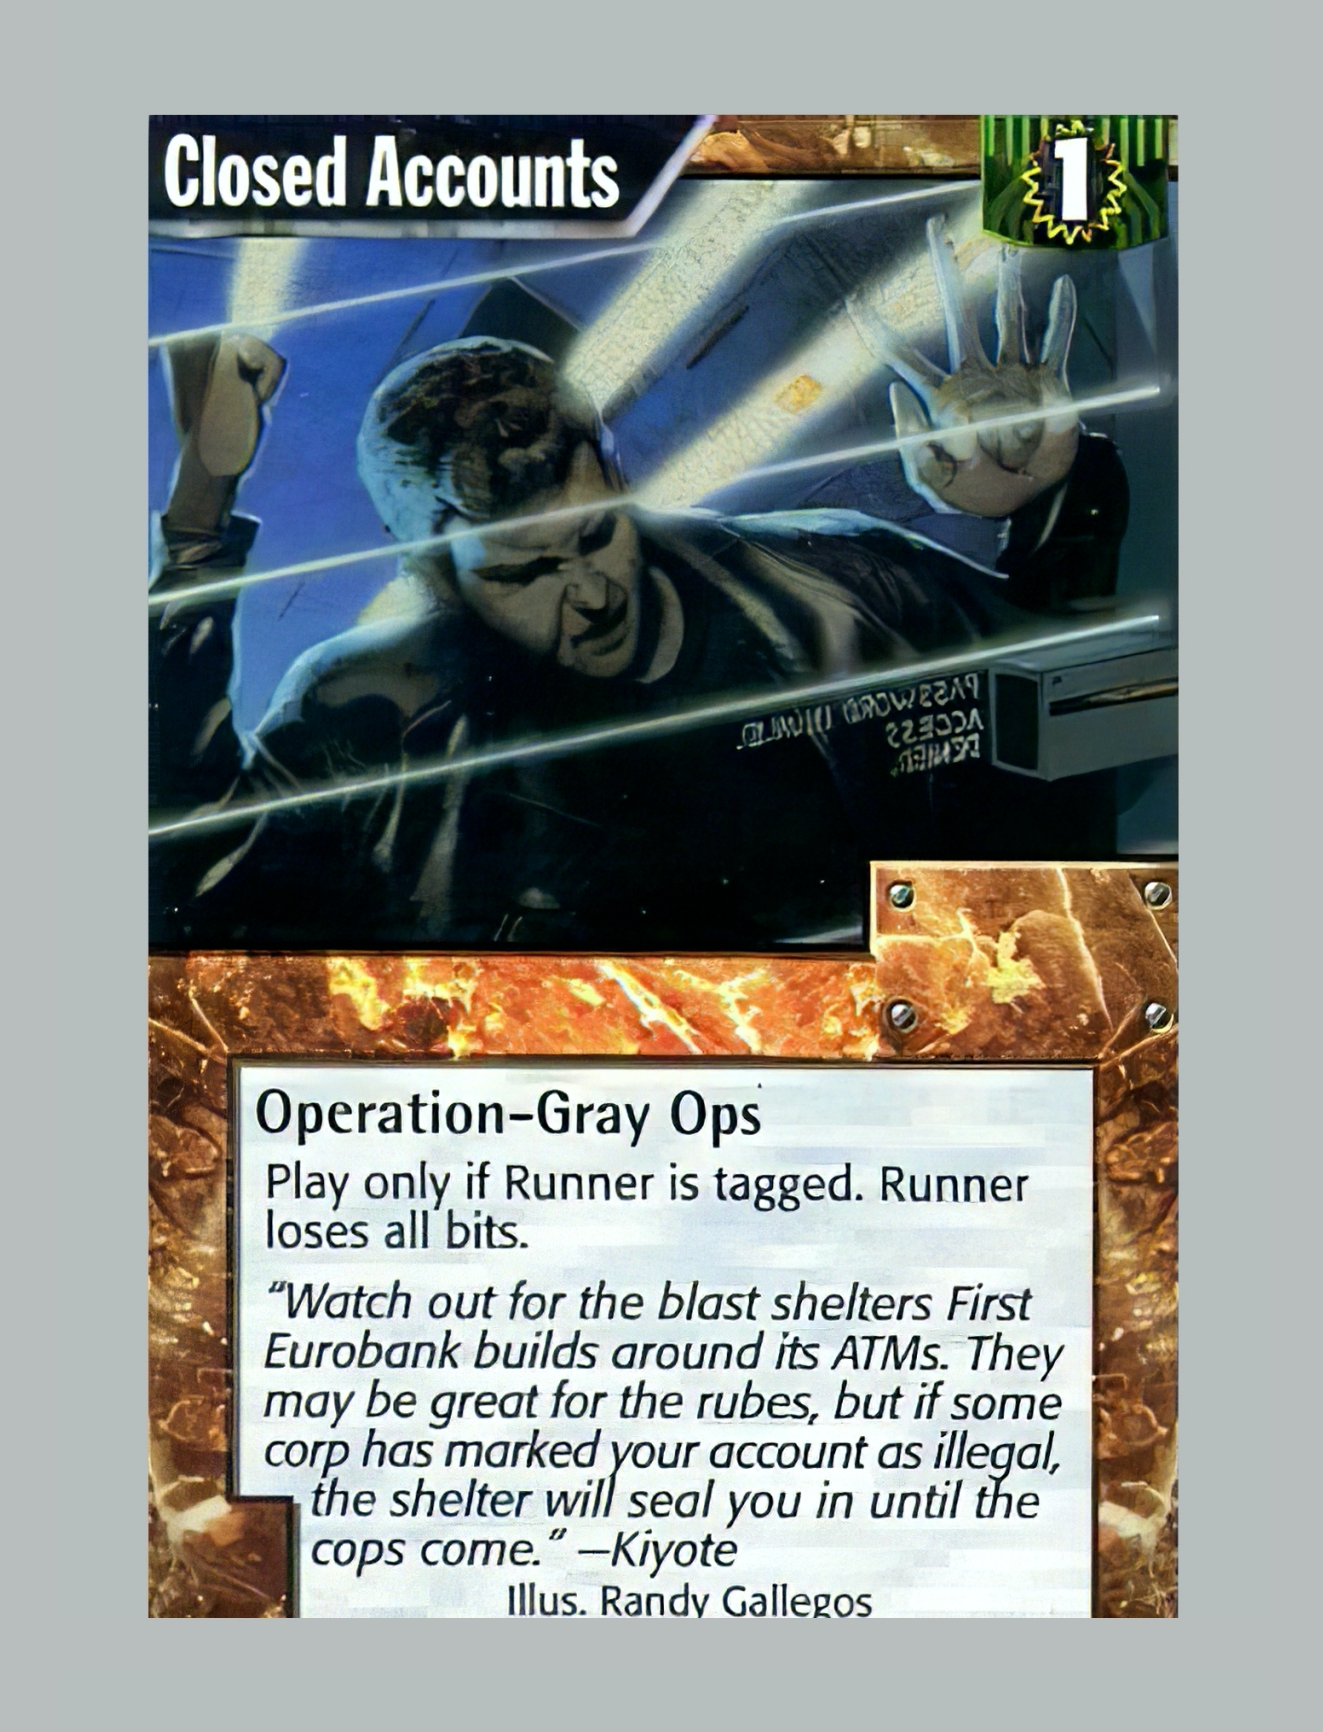 Closed Accounts
1
PASSWORD INVALID
ACCESS
DENIED
Operation–Gray Ops
Play only if Runner is tagged. Runner
loses all bits.
“Watch out for the blast shelters First
Eurobank builds around its ATMs. They
may be great for the rubes, but if some
corp has marked your account as illegal,
the shelter will seal you in until the
cops come.” –Kiyote
Illus. Randy Gallegos